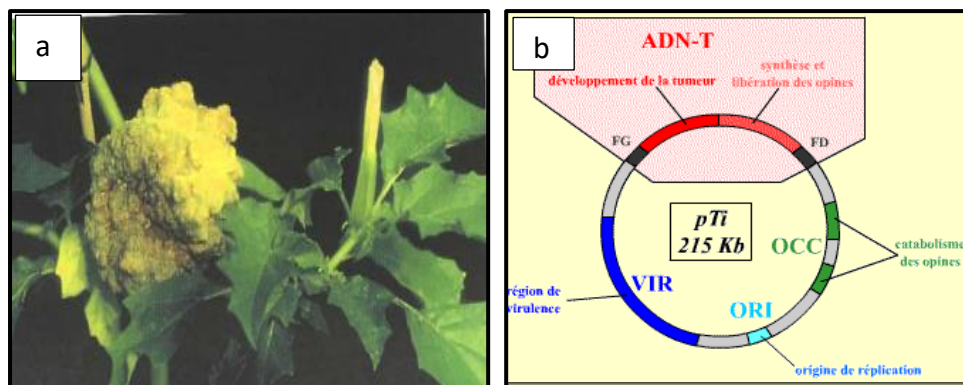 a
b
ADN-T
développement de la tumeur
synthèse et
libération des opines
FG
FD
pTi
215 Kb
OCC
catabolisme
des opines
VIR
région de
virulence
ORI
origine de réplication